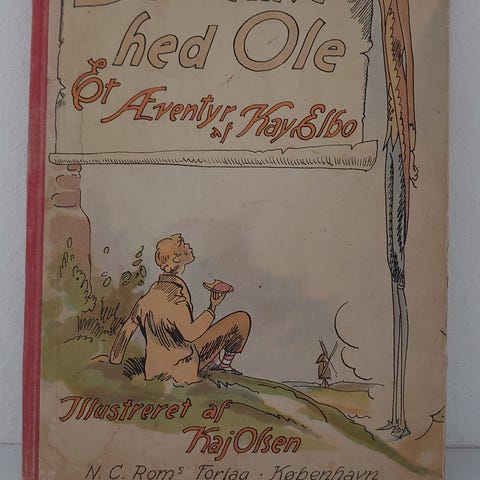 hed Ole
Et Æventyr
af Kay Elbo
Illustreret af
Kaj Olsen
N. C. Roms Forlag · København